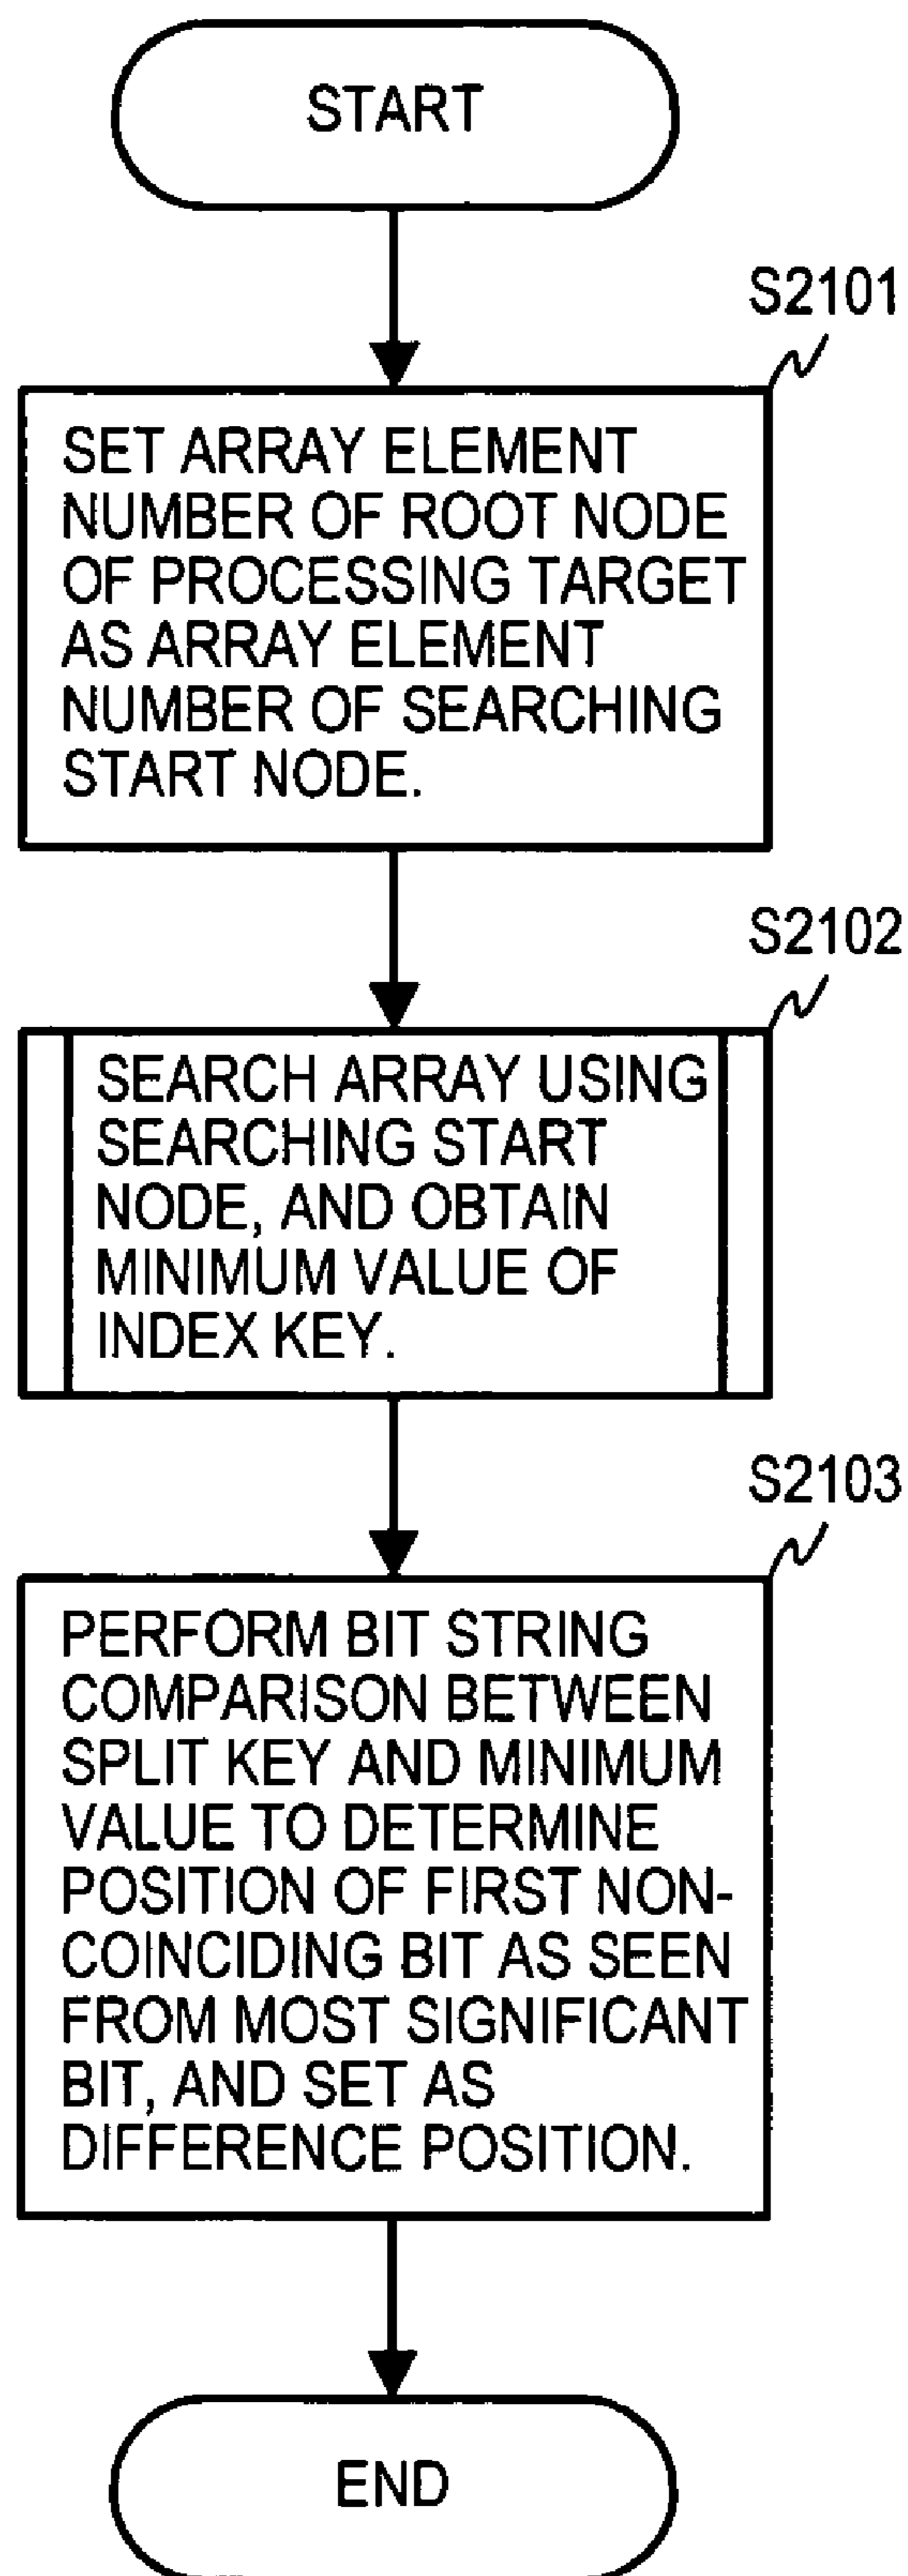 START
S2101
SET ARRAY ELEMENT
NUMBER OF ROOT NODE
OF PROCESSING TARGET
AS ARRAY ELEMENT
NUMBER OF SEARCHING
START NODE.
S2102
SEARCH ARRAY USING
SEARCHING START
NODE, AND OBTAIN
MINIMUM VALUE OF
INDEX KEY.
S2103
PERFORM BIT STRING
COMPARISON BETWEEN
SPLIT KEY AND MINIMUM
VALUE TO DETERMINE
POSITION OF FIRST NON-
COINCIDING BIT AS SEEN
FROM MOST SIGNIFICANT
BIT, AND SET AS
DIFFERENCE POSITION.
END